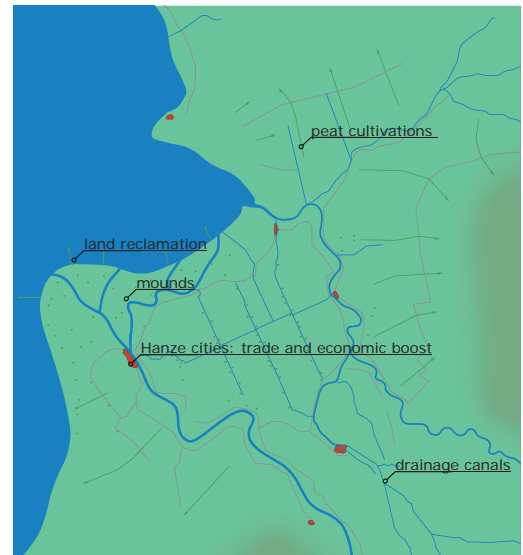 peat cultivations
land reclamation
mounds
Hanze cities: trade and economic boost
drainage canals